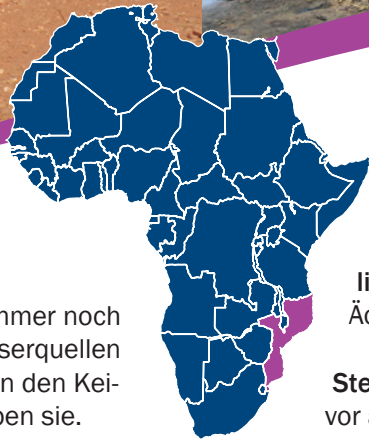 mmer noch
serquellen
n den Kei-
ben sie.
li
Äc
Ste
vor a